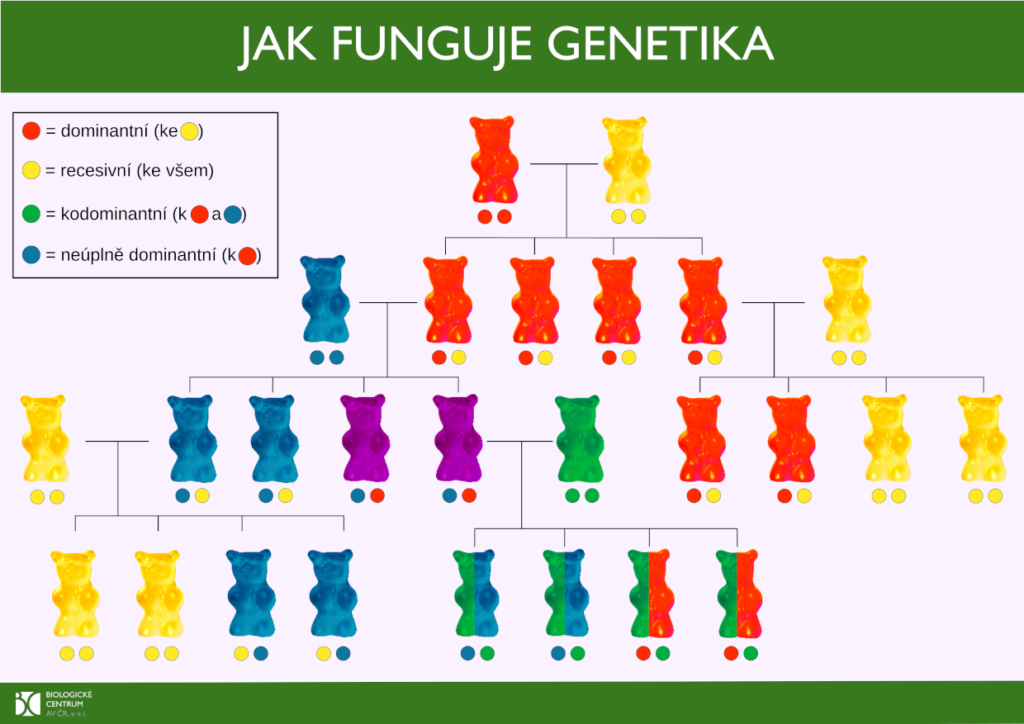 JAK FUNGUJE GENETIKA
= dominantní (ke )
= recesivní (ke všem)
= kodominantní (k a )
= neúplně dominantní (k )
BIOLOGICKÉ
CENTRUM
AV ČR, v. v. i.